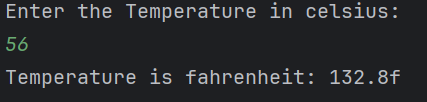 Enter the Temperature in celsius:
56
Temperature is fahrenheit: 132.8f